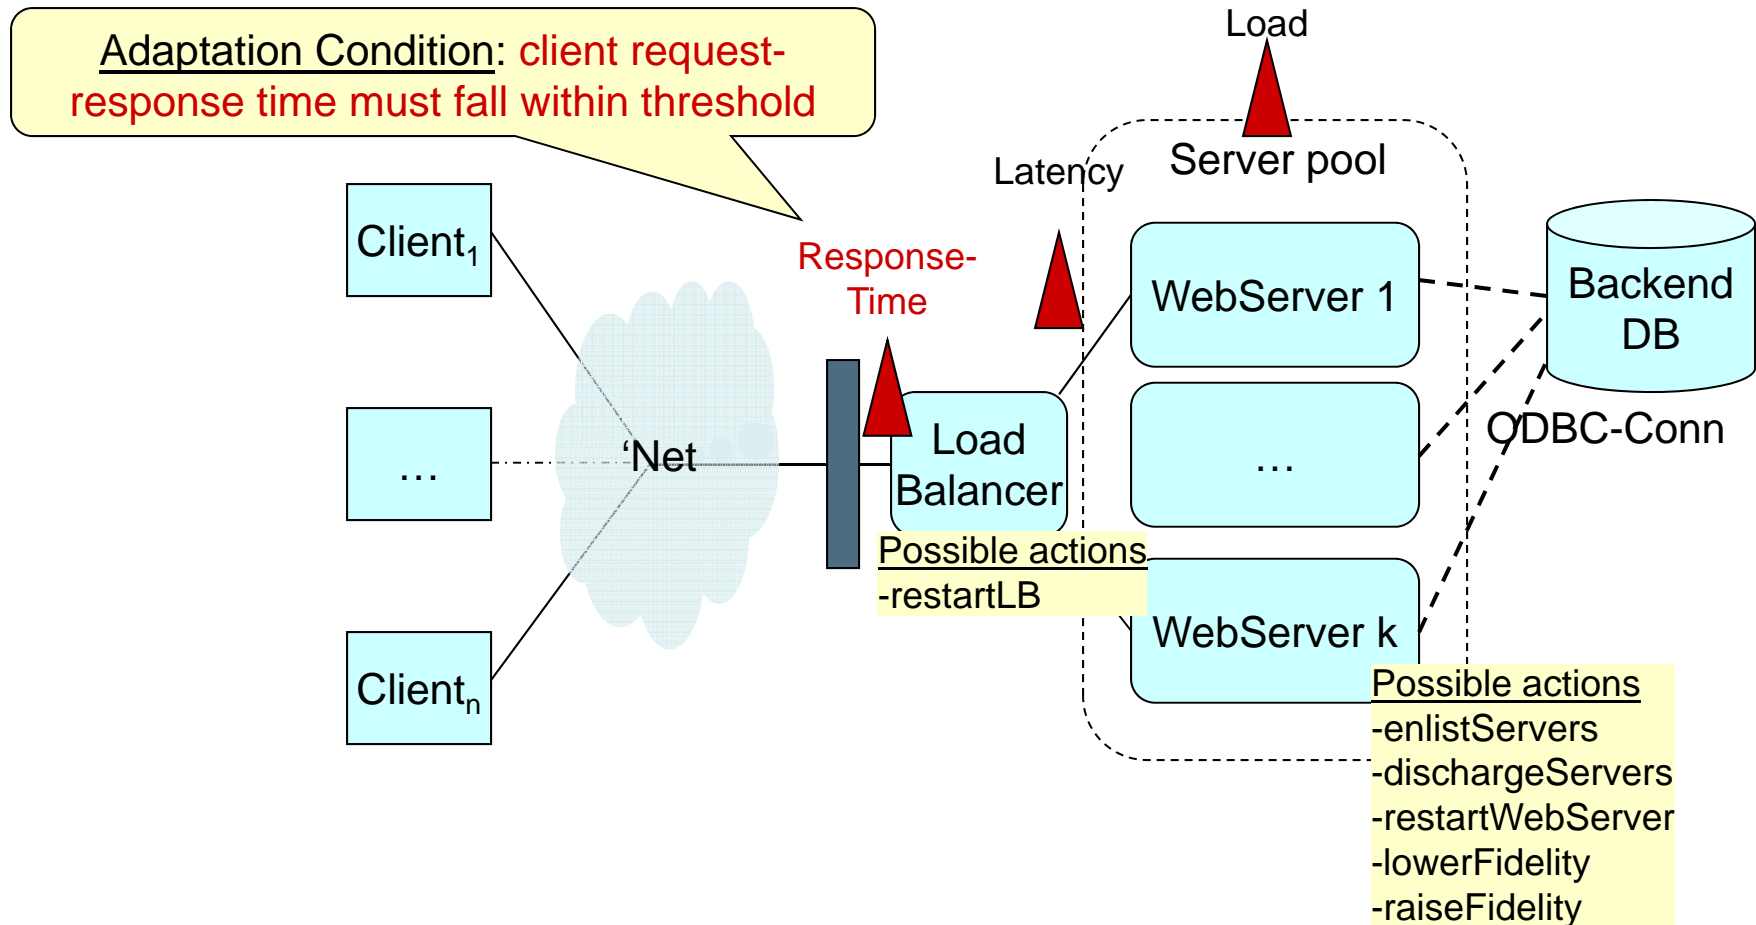 Adaptation Condition: client request-
response time must fall within threshold
Load
Server pool
Latency
Client1
Response-
Time
WebServer 1
Backend
DB
ODBC-Conn
…
‘Net
Load
Balancer
…
Possible actions
-restartLB
WebServer k
Clientn
Possible actions
-enlistServers
-dischargeServers
-restartWebServer
-lowerFidelity
-raiseFidelity